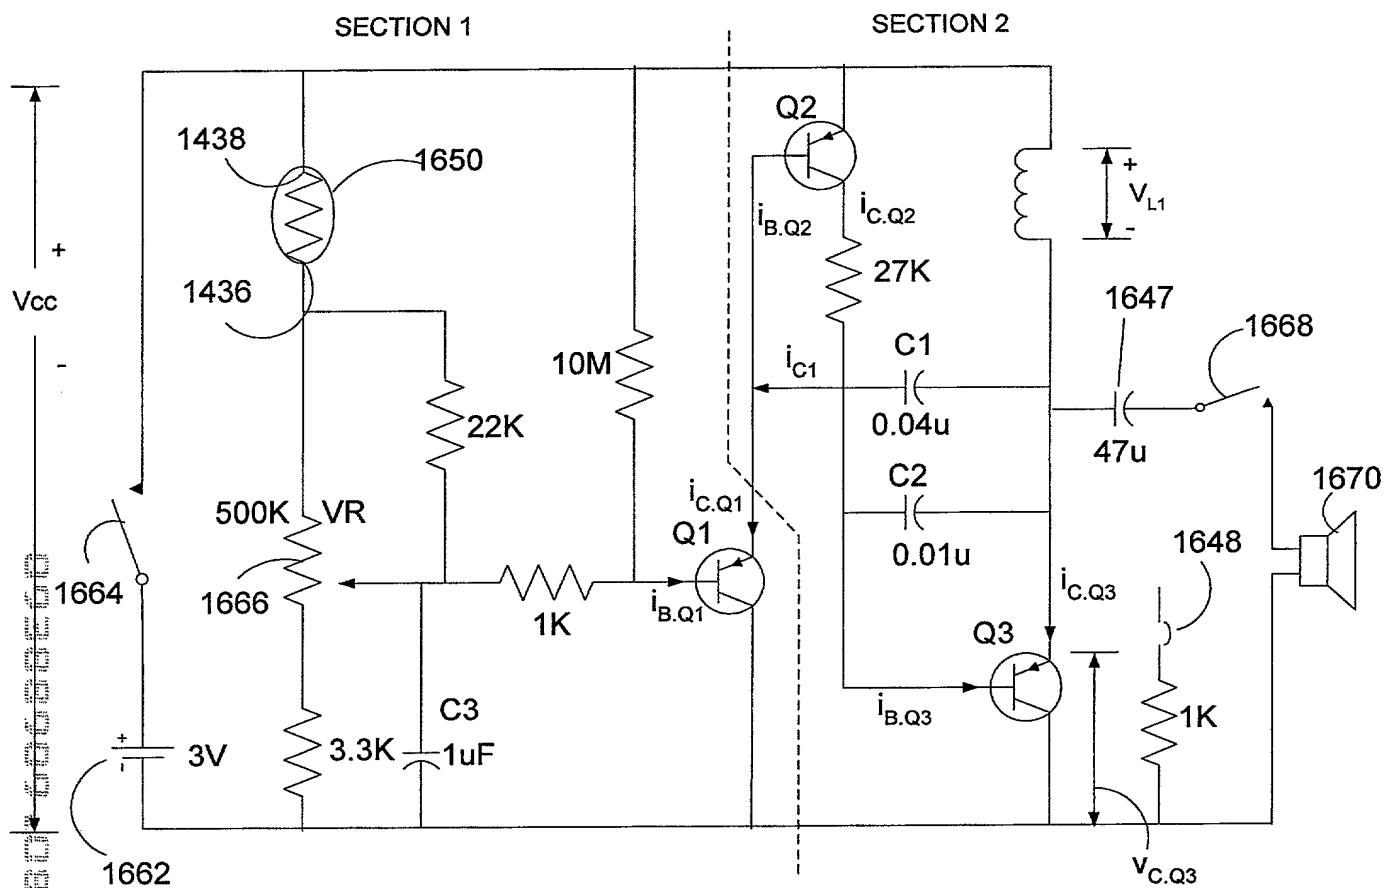 SECTION 1
SECTION 2
Q2
1438
1650
+
VL1
-
iB.Q2
iC.Q2
+
Vcc
-
27K
1436
1647
1668
10M
iC1
C1
0.04u
22K
47u
C2
0.01u
iC.Q1
500K
VR
Q1
1670
1664
1666
1K
iB.Q1
1648
iC.Q3
Q3
C3
iB.Q3
1K
+
-
3V
3.3K
1uF
1662
vC.Q3